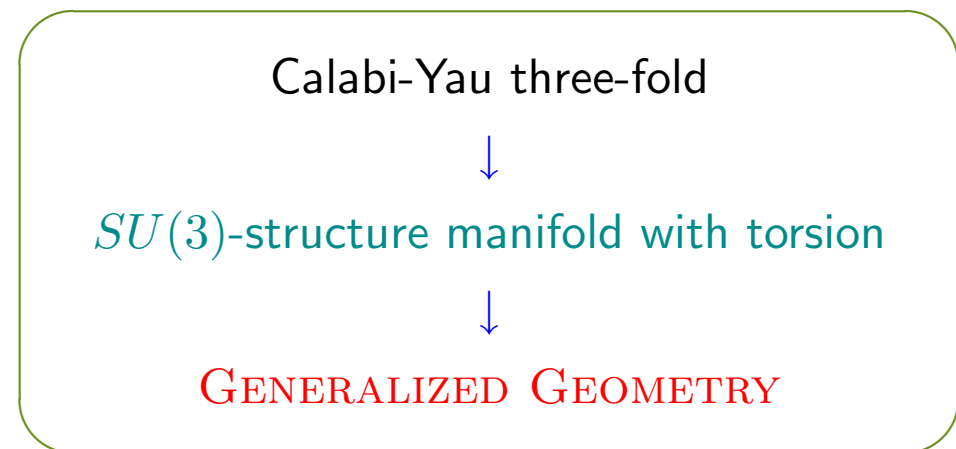 Calabi-Yau three-fold
↓
SU(3)-structure manifold with torsion
↓
GENERALIZED GEOMETRY